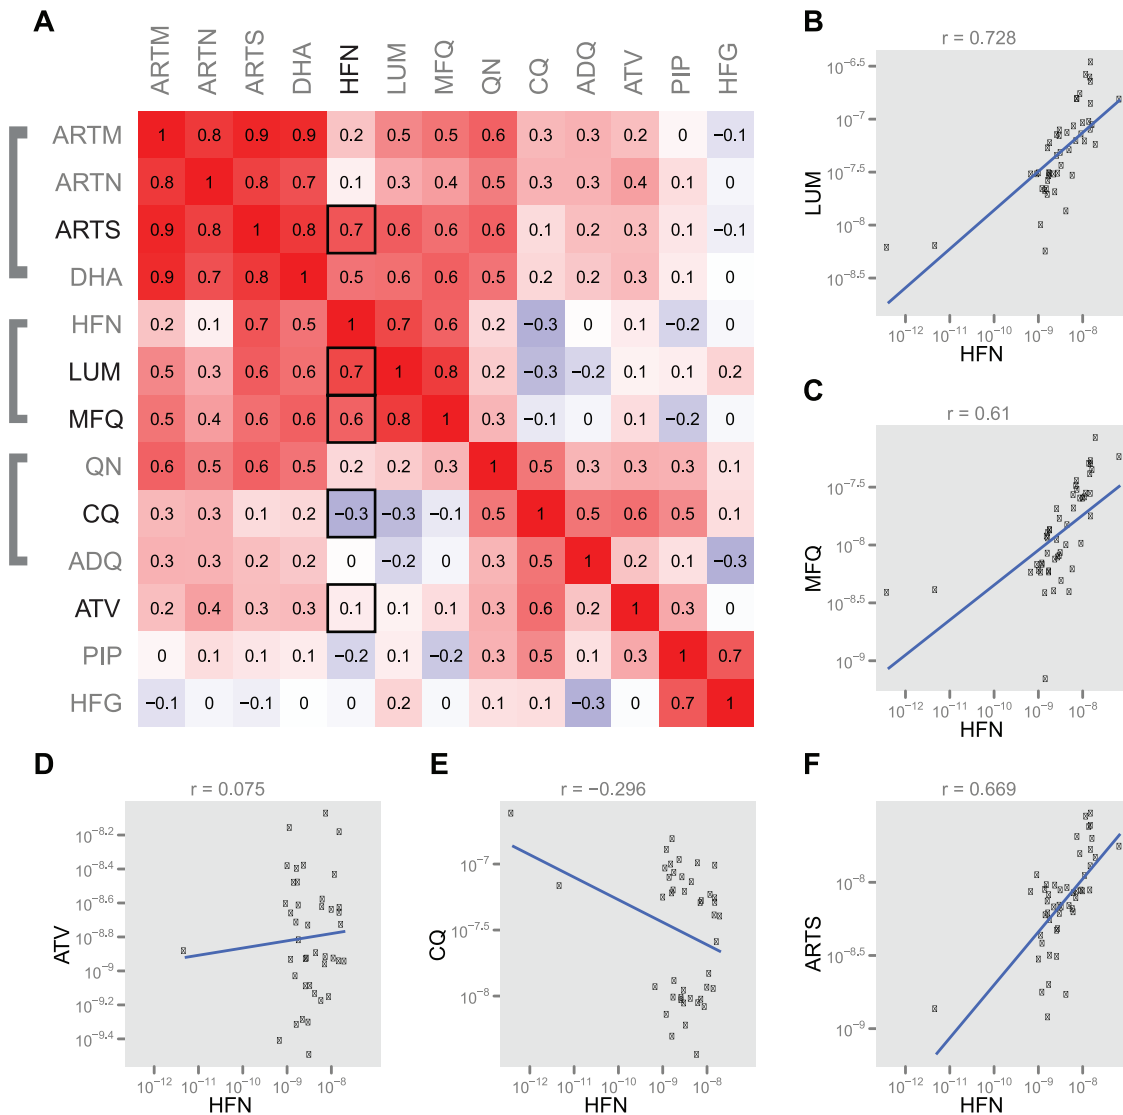 A
ARTM ARTN ARTS DHA HFN LUM MFQ QN CQ ADQ ATV PIP HFG
ARTM 1 0.8 0.9 0.9 0.2 0.5 0.5 0.6 0.3 0.3 0.2 0 −0.1
ARTN 0.8 1 0.8 0.7 0.1 0.3 0.4 0.5 0.3 0.3 0.4 0.1 0
ARTS 0.9 0.8 1 0.8 0.7 0.6 0.6 0.6 0.1 0.2 0.3 0.1 −0.1
DHA 0.9 0.7 0.8 1 0.5 0.6 0.6 0.5 0.2 0.2 0.3 0.1 0
HFN 0.2 0.1 0.7 0.5 1 0.7 0.6 0.2 −0.3 0 0.1 −0.2 0
LUM 0.5 0.3 0.6 0.6 0.7 1 0.8 0.2 −0.3 −0.2 0.1 0.1 0.2
MFQ 0.5 0.4 0.6 0.6 0.6 0.8 1 0.3 −0.1 0 0.1 −0.2 0
QN 0.6 0.5 0.6 0.5 0.2 0.2 0.3 1 0.5 0.3 0.3 0.3 0.1
CQ 0.3 0.3 0.1 0.2 −0.3 −0.3 −0.1 0.5 1 0.5 0.6 0.5 0.1
ADQ 0.3 0.3 0.2 0.2 0 −0.2 0 0.3 0.5 1 0.2 0.1 −0.3
ATV 0.2 0.4 0.3 0.3 0.1 0.1 0.1 0.3 0.6 0.2 1 0.3 0
PIP 0 0.1 0.1 0.1 −0.2 0.1 −0.2 0.3 0.5 0.1 0.3 1 0.7
HFG −0.1 0 −0.1 0 0 0.2 0 0.1 0.1 −0.3 0 0.7 1
B
r = 0.728
LUM
10^−6.5
10^−7
10^−7.5
10^−8
10^−8.5
10^−12 10^−11 10^−10 10^−9 10^−8
HFN
C
r = 0.61
MFQ
10^−7.5
10^−8
10^−8.5
10^−9
10^−12 10^−11 10^−10 10^−9 10^−8
HFN
D
r = 0.075
ATV
10^−8.2
10^−8.4
10^−8.6
10^−8.8
10^−9
10^−9.2
10^−9.4
10^−12 10^−11 10^−10 10^−9 10^−8
HFN
E
r = −0.296
CQ
10^−7
10^−7.5
10^−8
10^−12 10^−11 10^−10 10^−9 10^−8
HFN
F
r = 0.669
ARTS
10^−8
10^−8.5
10^−9
10^−12 10^−11 10^−10 10^−9 10^−8
HFN